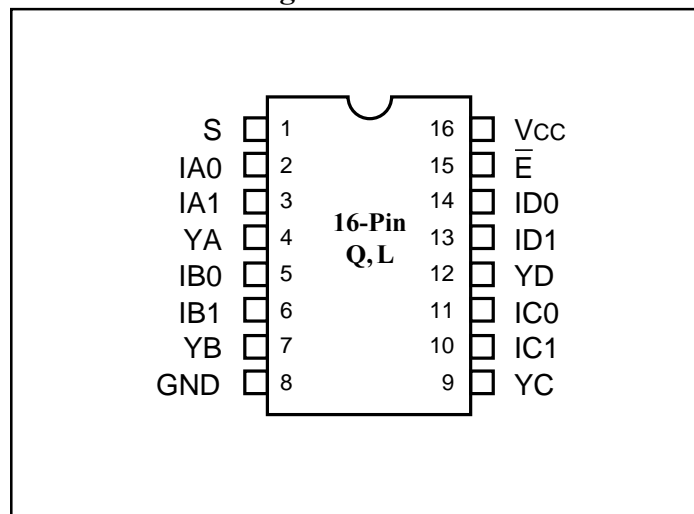 S 1 16 Vcc
IA0 2 15 E̅
IA1 3 14 ID0
YA 4 13 ID1
16-Pin
Q, L
IB0 5 12 YD
IB1 6 11 IC0
YB 7 10 IC1
GND 8 9 YC